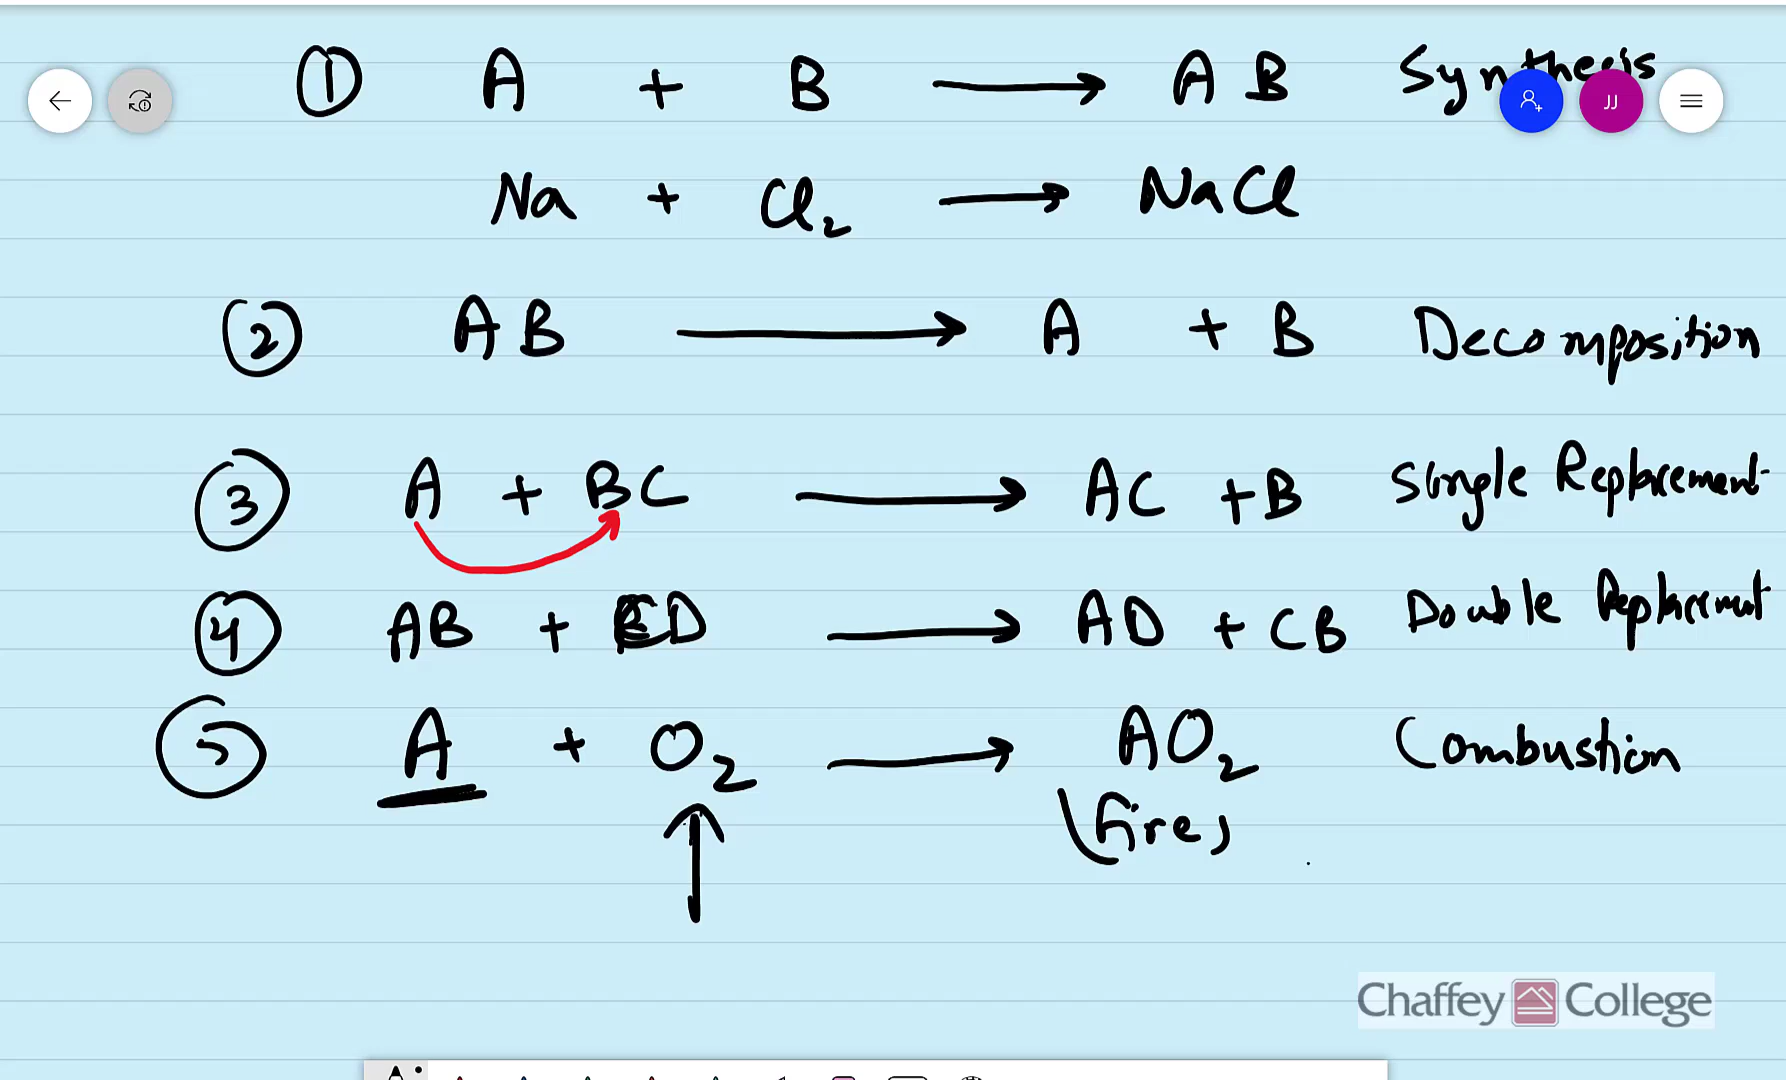 ① A + B → AB Synthesis
JJ
Na + Cl₂ → NaCl
② AB → A + B Decomposition
③ A + BC → AC + B Single Replacement
④ AB + CD → AD + CB Double Replacement
⑤ A + O₂ → AO₂ Combustion
(fire)
Chaffey College